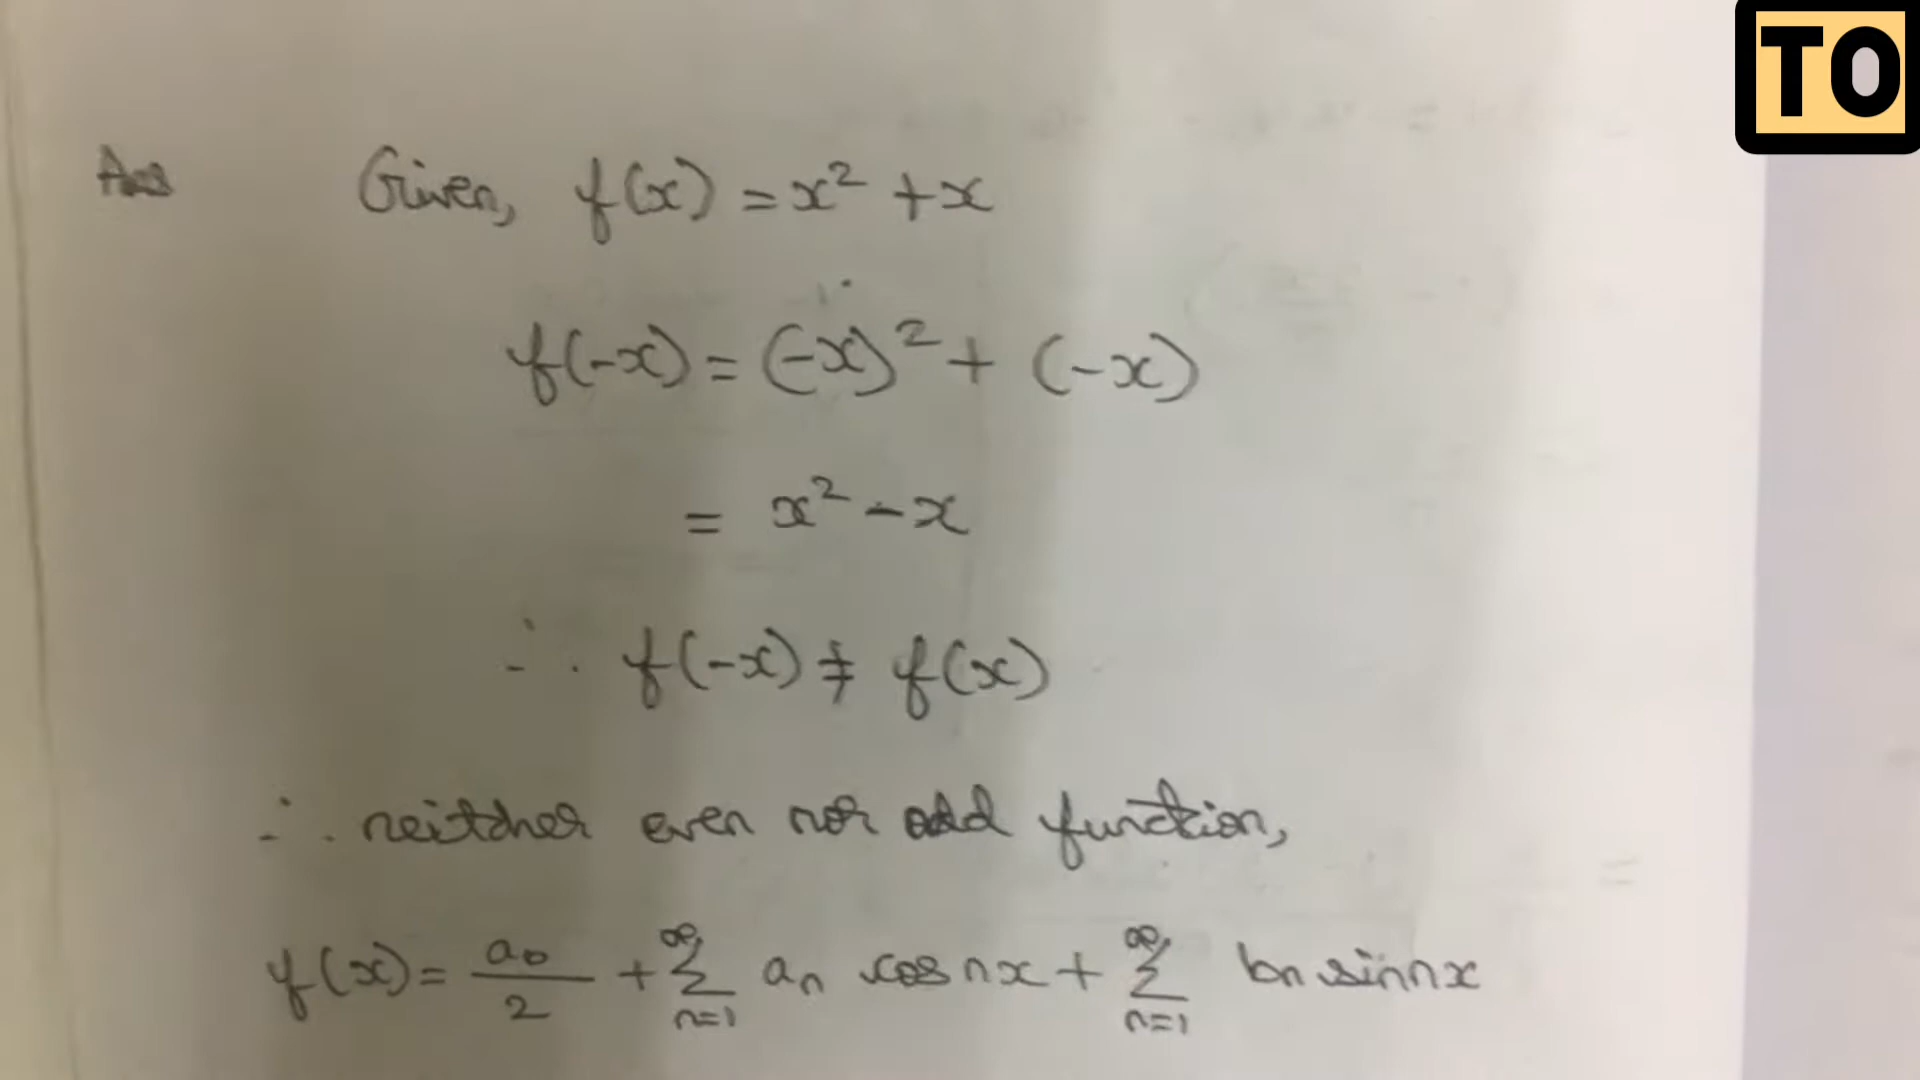 TO
Ans Given, f(x) = x² + x
f(-x) = (-x)² + (-x)
= x² - x
∴ f(-x) ≠ f(x)
∴ neither even nor odd function,
f(x) = a₀/2 + ∑_{n=1}^{∞} aₙ cos nx + ∑_{n=1}^{∞} bₙ sin nx